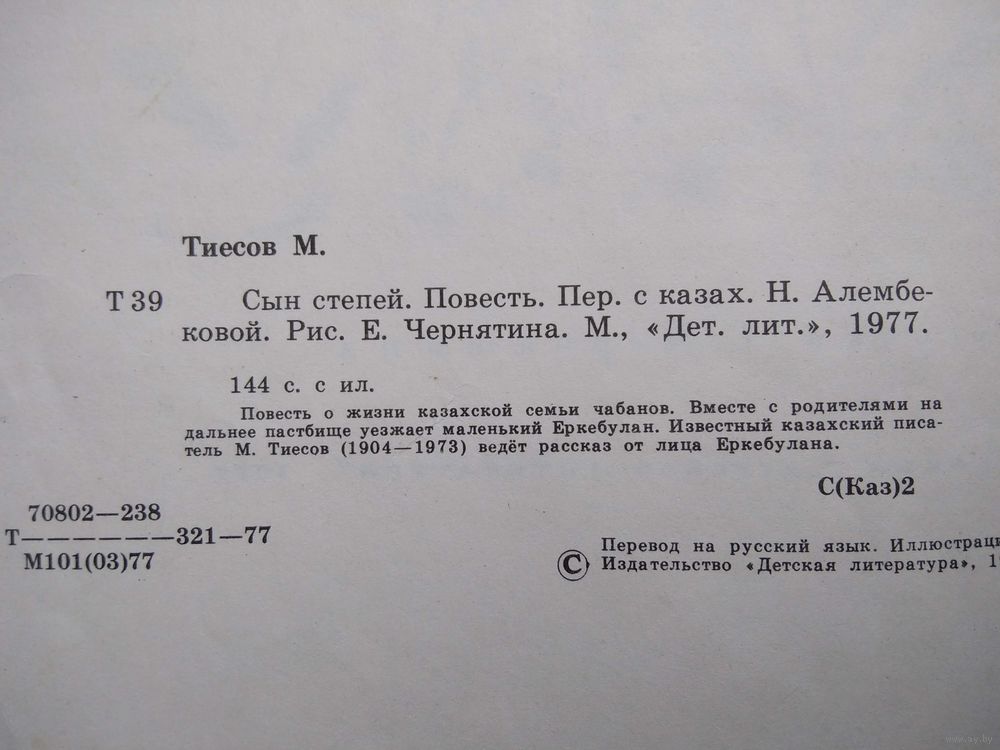 Тиесов М.
Т 39 Сын степей. Повесть. Пер. с казах. Н. Алембе-
ковой. Рис. Е. Чернятина. М., «Дет. лит.», 1977.
144 с. с ил.
Повесть о жизни казахской семьи чабанов. Вместе с родителями на
дальнее пастбище уезжает маленький Еркебулан. Известный казахский писа-
тель М. Тиесов (1904—1973) ведёт рассказ от лица Еркебулана.
С(Каз)2
70802—238
Т——————321—77
М101(03)77
Перевод на русский язык. Иллюстраци
© Издательство «Детская литература», 1
www.ay.by